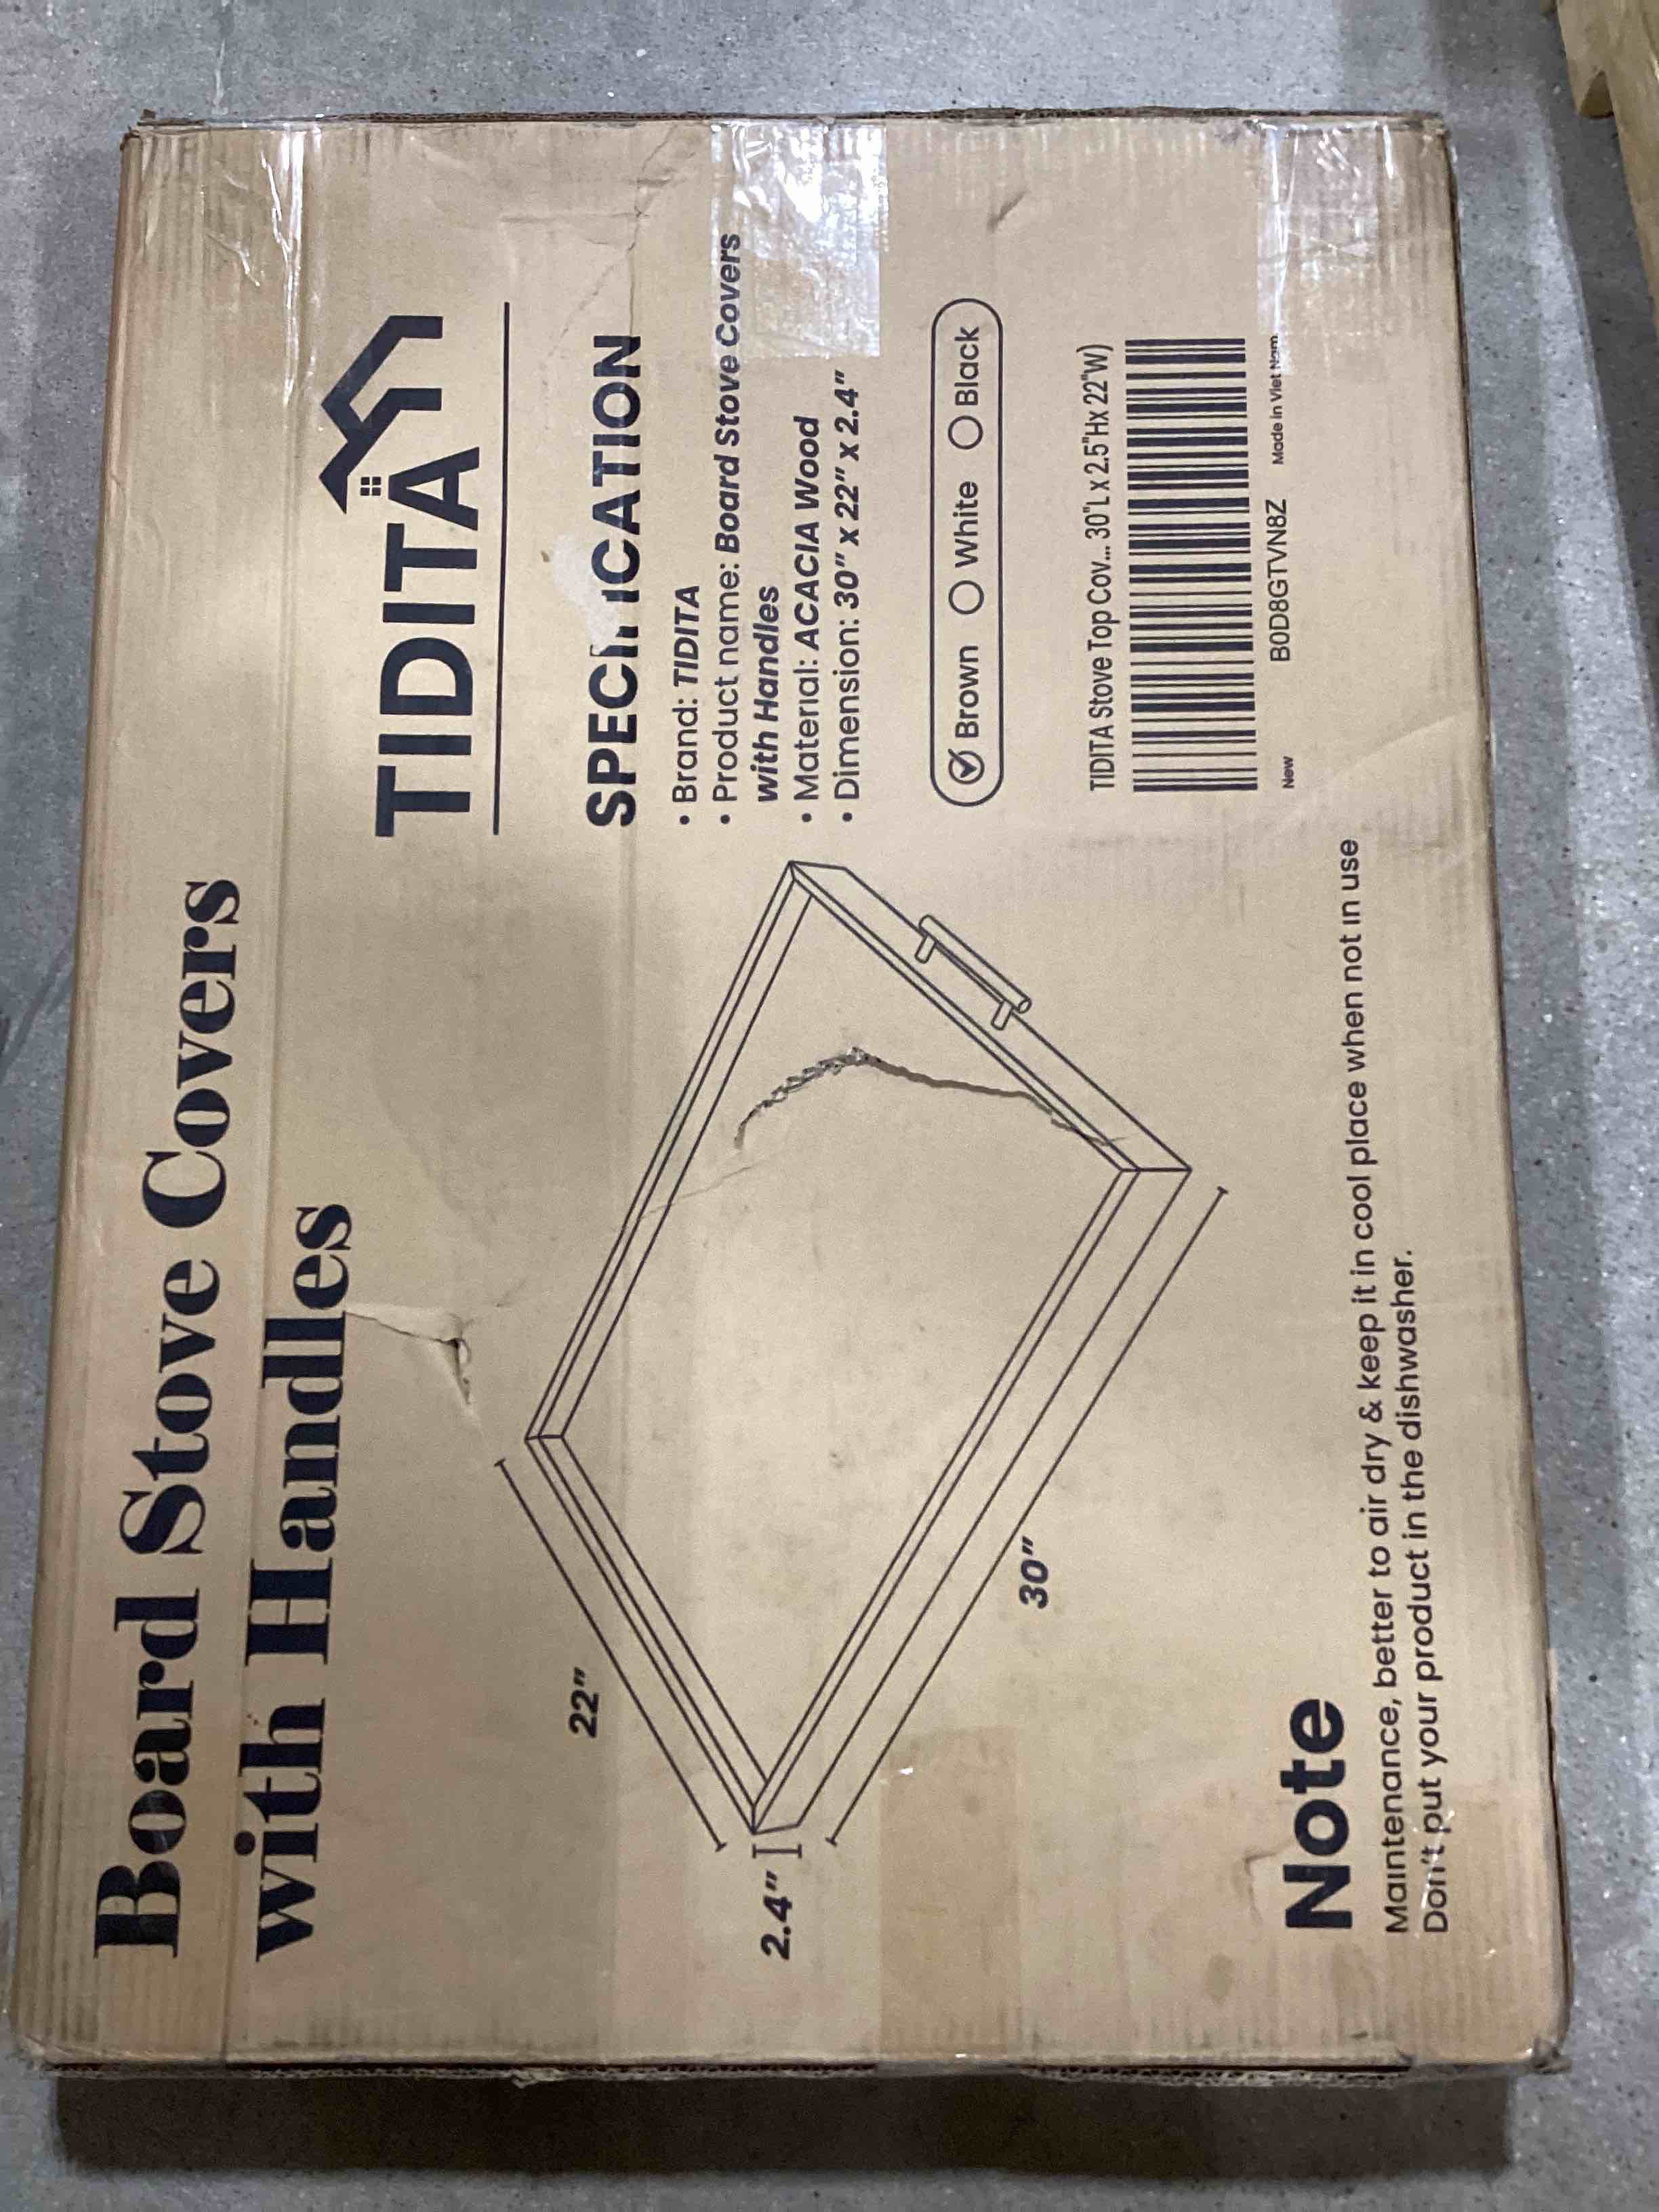 Board Stove Covers
with Handles
TIDITA
SPECIFICATION
• Brand: TIDITA
• Product name: Board Stove Covers
with Handles
• Material: ACACIA Wood
• Dimension: 30" x 22" x 2.4"
Brown White Black
TIDITA Stove Top Cov... 30"L x 2.5"Hx 22"W)
B0D8GTVN8Z
New Made in Viet Nam
22"
2.4"
30"
Note
Maintenance, better to air dry & keep it in cool place when not in use
Don't put your product in the dishwasher.